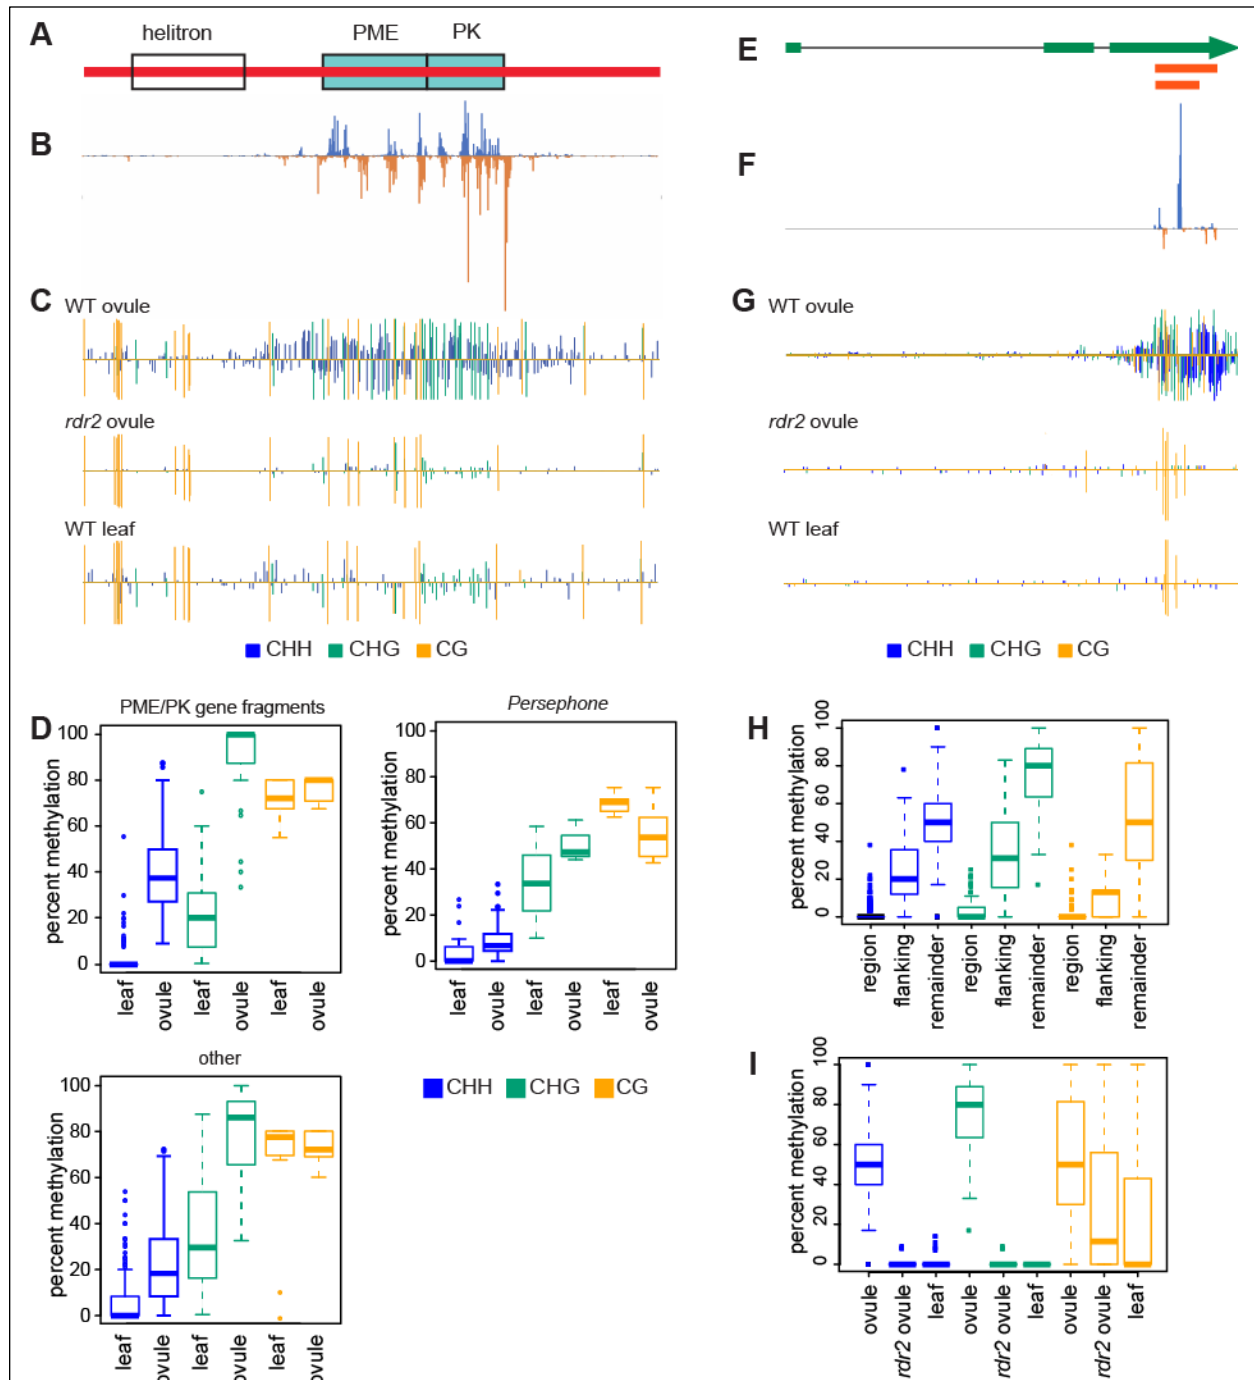 A
helitron
PME
PK
B
C
WT ovule
rdr2 ovule
WT leaf
CHH CHG CG
E
F
G
WT ovule
rdr2 ovule
WT leaf
CHH CHG CG
D
PME/PK gene fragments
percent methylation
100
80
60
40
20
0
leaf
ovule
leaf
ovule
leaf
ovule
Persephone
percent methylation
100
80
60
40
20
0
leaf
ovule
leaf
ovule
leaf
ovule
other
percent methylation
100
80
60
40
20
0
leaf
ovule
leaf
ovule
leaf
ovule
CHH CHG CG
H
percent methylation
100
80
60
40
20
0
region
flanking
remainder
region
flanking
remainder
region
flanking
remainder
I
percent methylation
100
80
60
40
20
0
ovule
rdr2 ovule
leaf
ovule
rdr2 ovule
leaf
ovule
rdr2 ovule
leaf